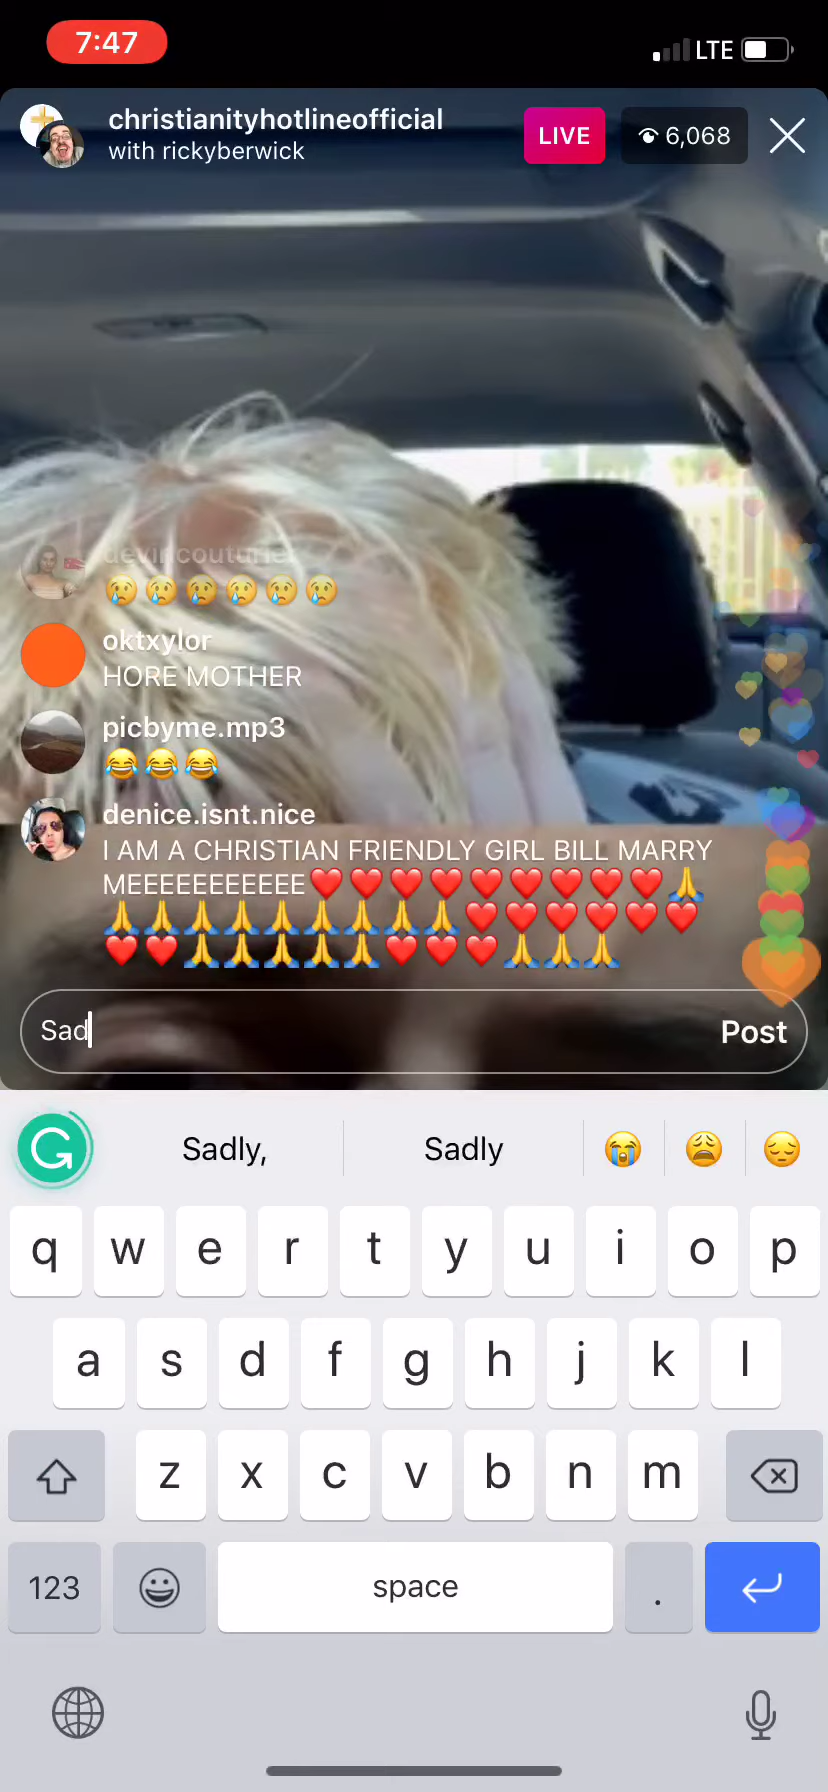 7:47
LTE
christianityhotlineofficial
with rickyberwick
LIVE
6,068
devincouturier
😢😢😢😢😢😢
oktxylor
HORE MOTHER
picbyme.mp3
😂😂😂
denice.isnt.nice
I AM A CHRISTIAN FRIENDLY GIRL BILL MARRY
MEEEEEEEEEEE❤️❤️❤️❤️❤️❤️❤️❤️❤️🙏
🙏🙏🙏🙏🙏🙏🙏🙏🙏❤️❤️❤️❤️❤️❤️
❤️❤️🙏🙏🙏🙏🙏❤️❤️❤️🙏🙏🙏
Sad
Post
Sadly,
Sadly
😭
😩
😔
q w e r t y u i o p
a s d f g h j k l
z x c v b n m
123
space
.